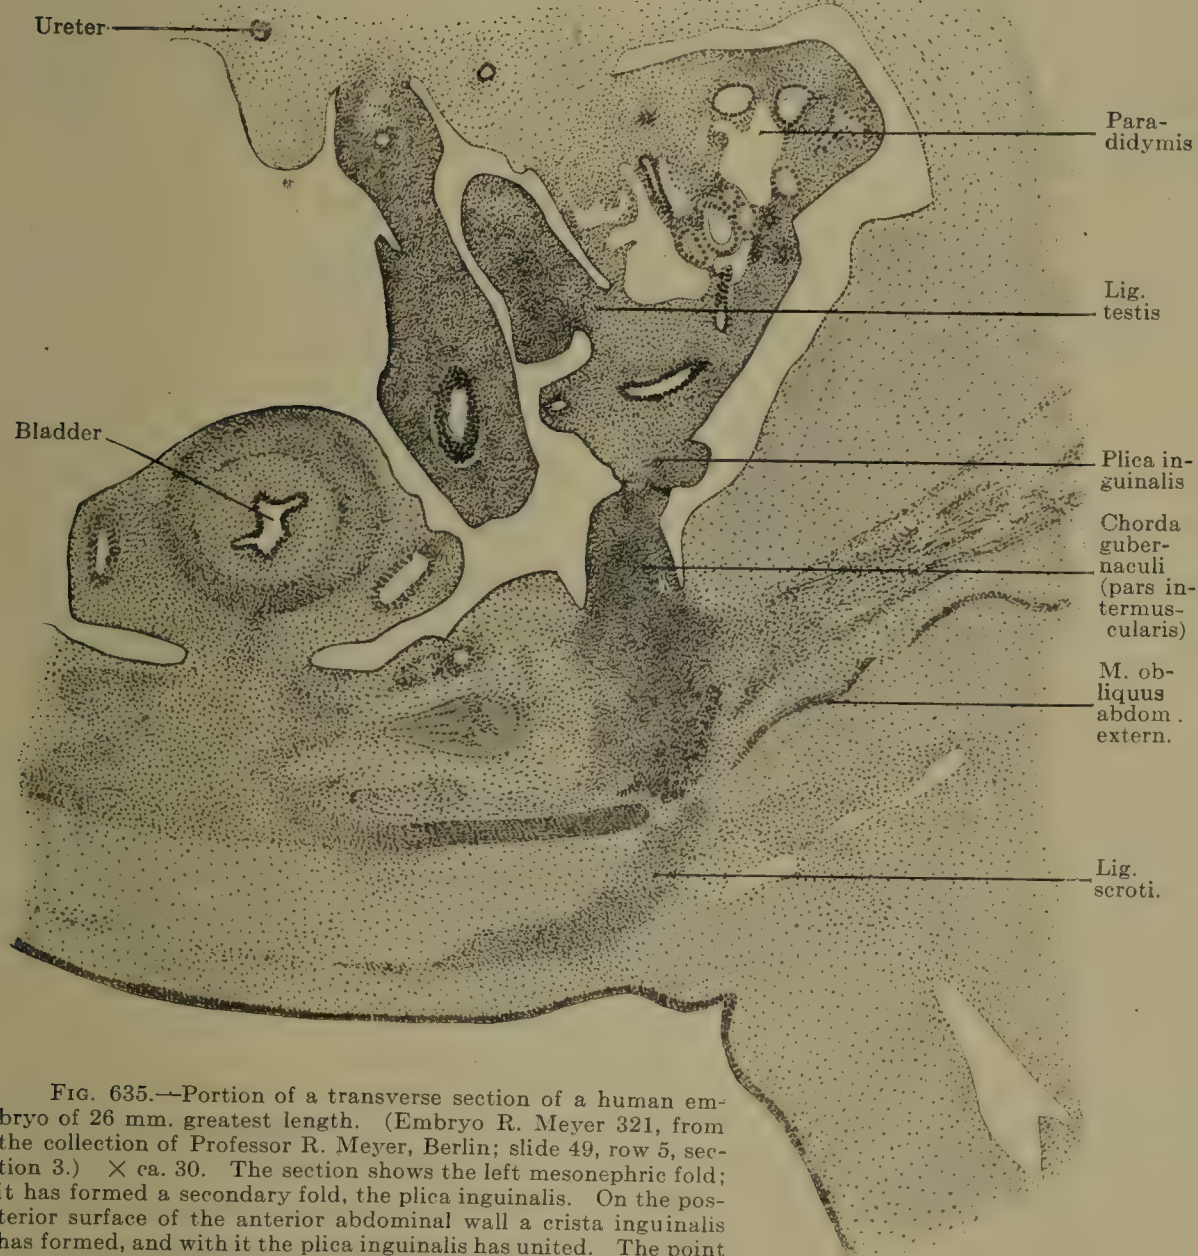 Ureter
Para-
didymis
Lig.
testis
Bladder
Plica in-
guinalis
Chorda
guber-
naculi
(pars in-
termus-
cularis)
M. ob-
liquus
abdom.
extern.
Lig.
scroti.
FIG. 635.—Portion of a transverse section of a human em-
bryo of 26 mm. greatest length. (Embryo R. Meyer 321, from
the collection of Professor R. Meyer, Berlin; slide 49, row 5, sec-
tion 3.) × ca. 30. The section shows the left mesonephric fold;
it has formed a secondary fold, the plica inguinalis. On the pos-
terior surface of the anterior abdominal wall a crista inguinalis
has formed, and with it the plica inguinalis has united. The point